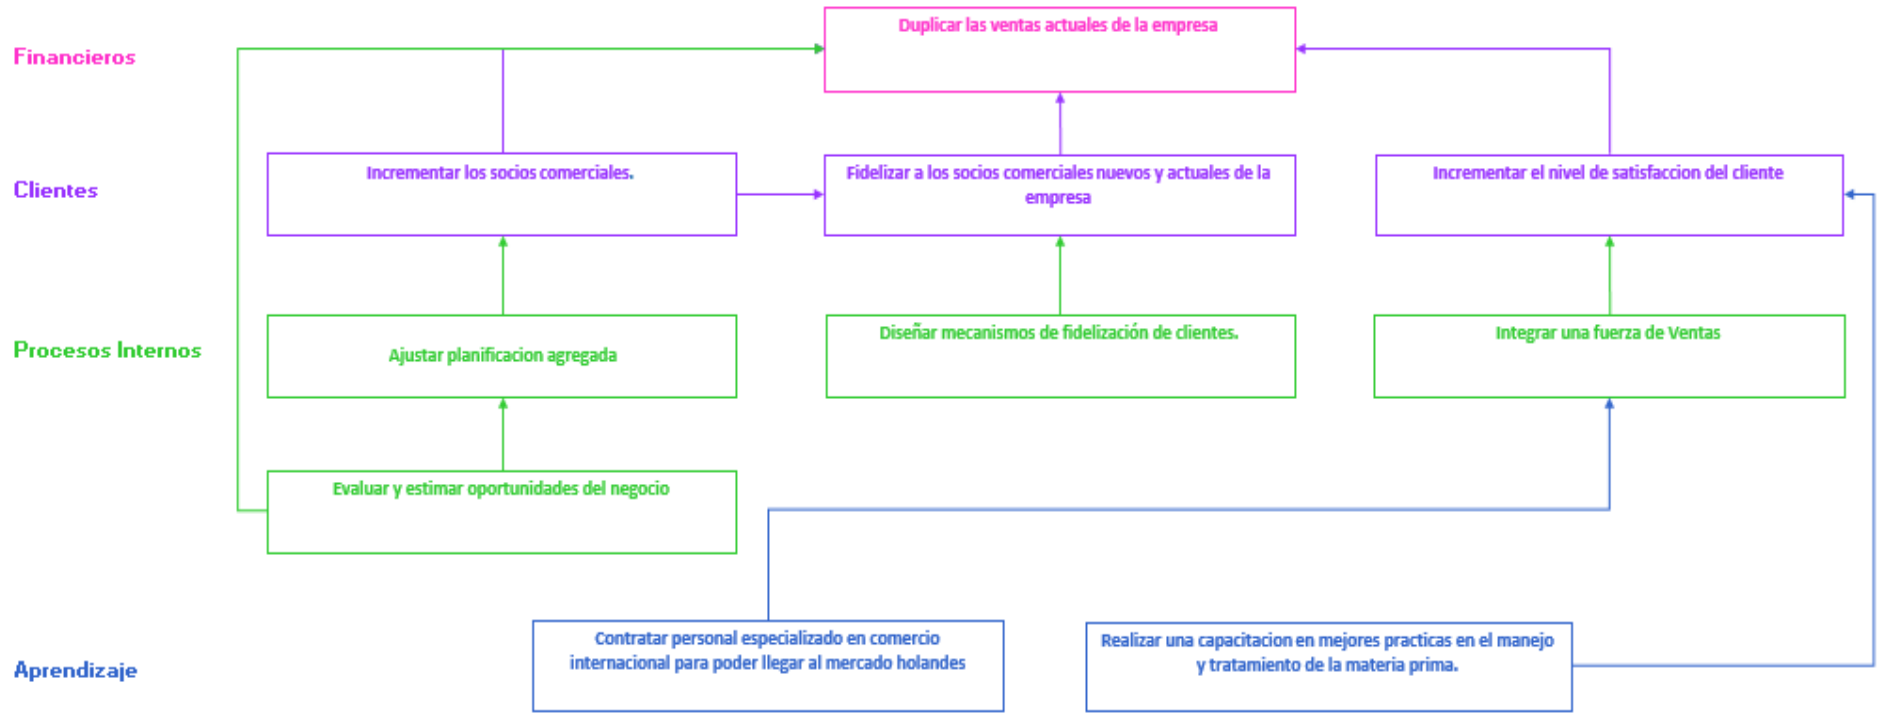 Financieros
Duplicar las ventas actuales de la empresa
Clientes
Incrementar los socios comerciales.
Fidelizar a los socios comerciales nuevos y actuales de la
empresa
Incrementar el nivel de satisfaccion del cliente
Procesos Internos
Ajustar planificacion agregada
Diseñar mecanismos de fidelización de clientes.
Integrar una fuerza de Ventas
Evaluar y estimar oportunidades del negocio
Aprendizaje
Contratar personal especializado en comercio
internacional para poder llegar al mercado holandes
Realizar una capacitacion en mejores practicas en el manejo
y tratamiento de la materia prima.